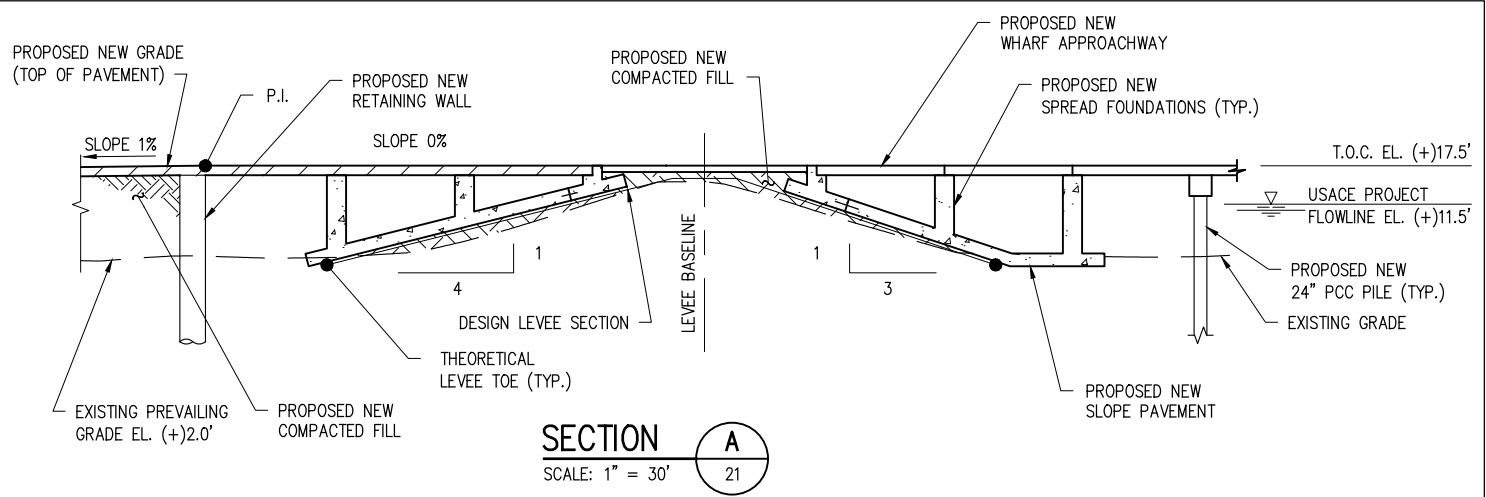 PROPOSED NEW GRADE
(TOP OF PAVEMENT)
P.I.
PROPOSED NEW
RETAINING WALL
PROPOSED NEW
COMPACTED FILL
PROPOSED NEW
WHARF APPROACHWAY
PROPOSED NEW
SPREAD FOUNDATIONS (TYP.)
SLOPE 1%
SLOPE 0%
T.O.C. EL. (+)17.5'
USACE PROJECT
FLOWLINE EL. (+)11.5'
1
4
1
3
LEVEE BASELINE
DESIGN LEVEE SECTION
PROPOSED NEW
24" PCC PILE (TYP.)
EXISTING GRADE
THEORETICAL
LEVEE TOE (TYP.)
PROPOSED NEW
SLOPE PAVEMENT
EXISTING PREVAILING
GRADE EL. (+)2.0'
PROPOSED NEW
COMPACTED FILL
SECTION
A
SCALE: 1" = 30'
21